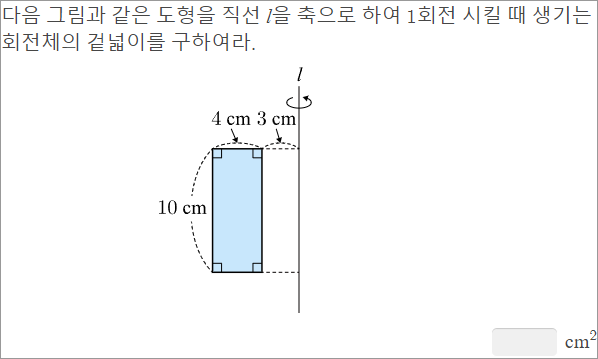 다음 그림과 같은 도형을 직선 l을 축으로 하여 1회전 시킬 때 생기는
회전체의 겉넓이를 구하여라.
l
4 cm 3 cm
10 cm
cm²